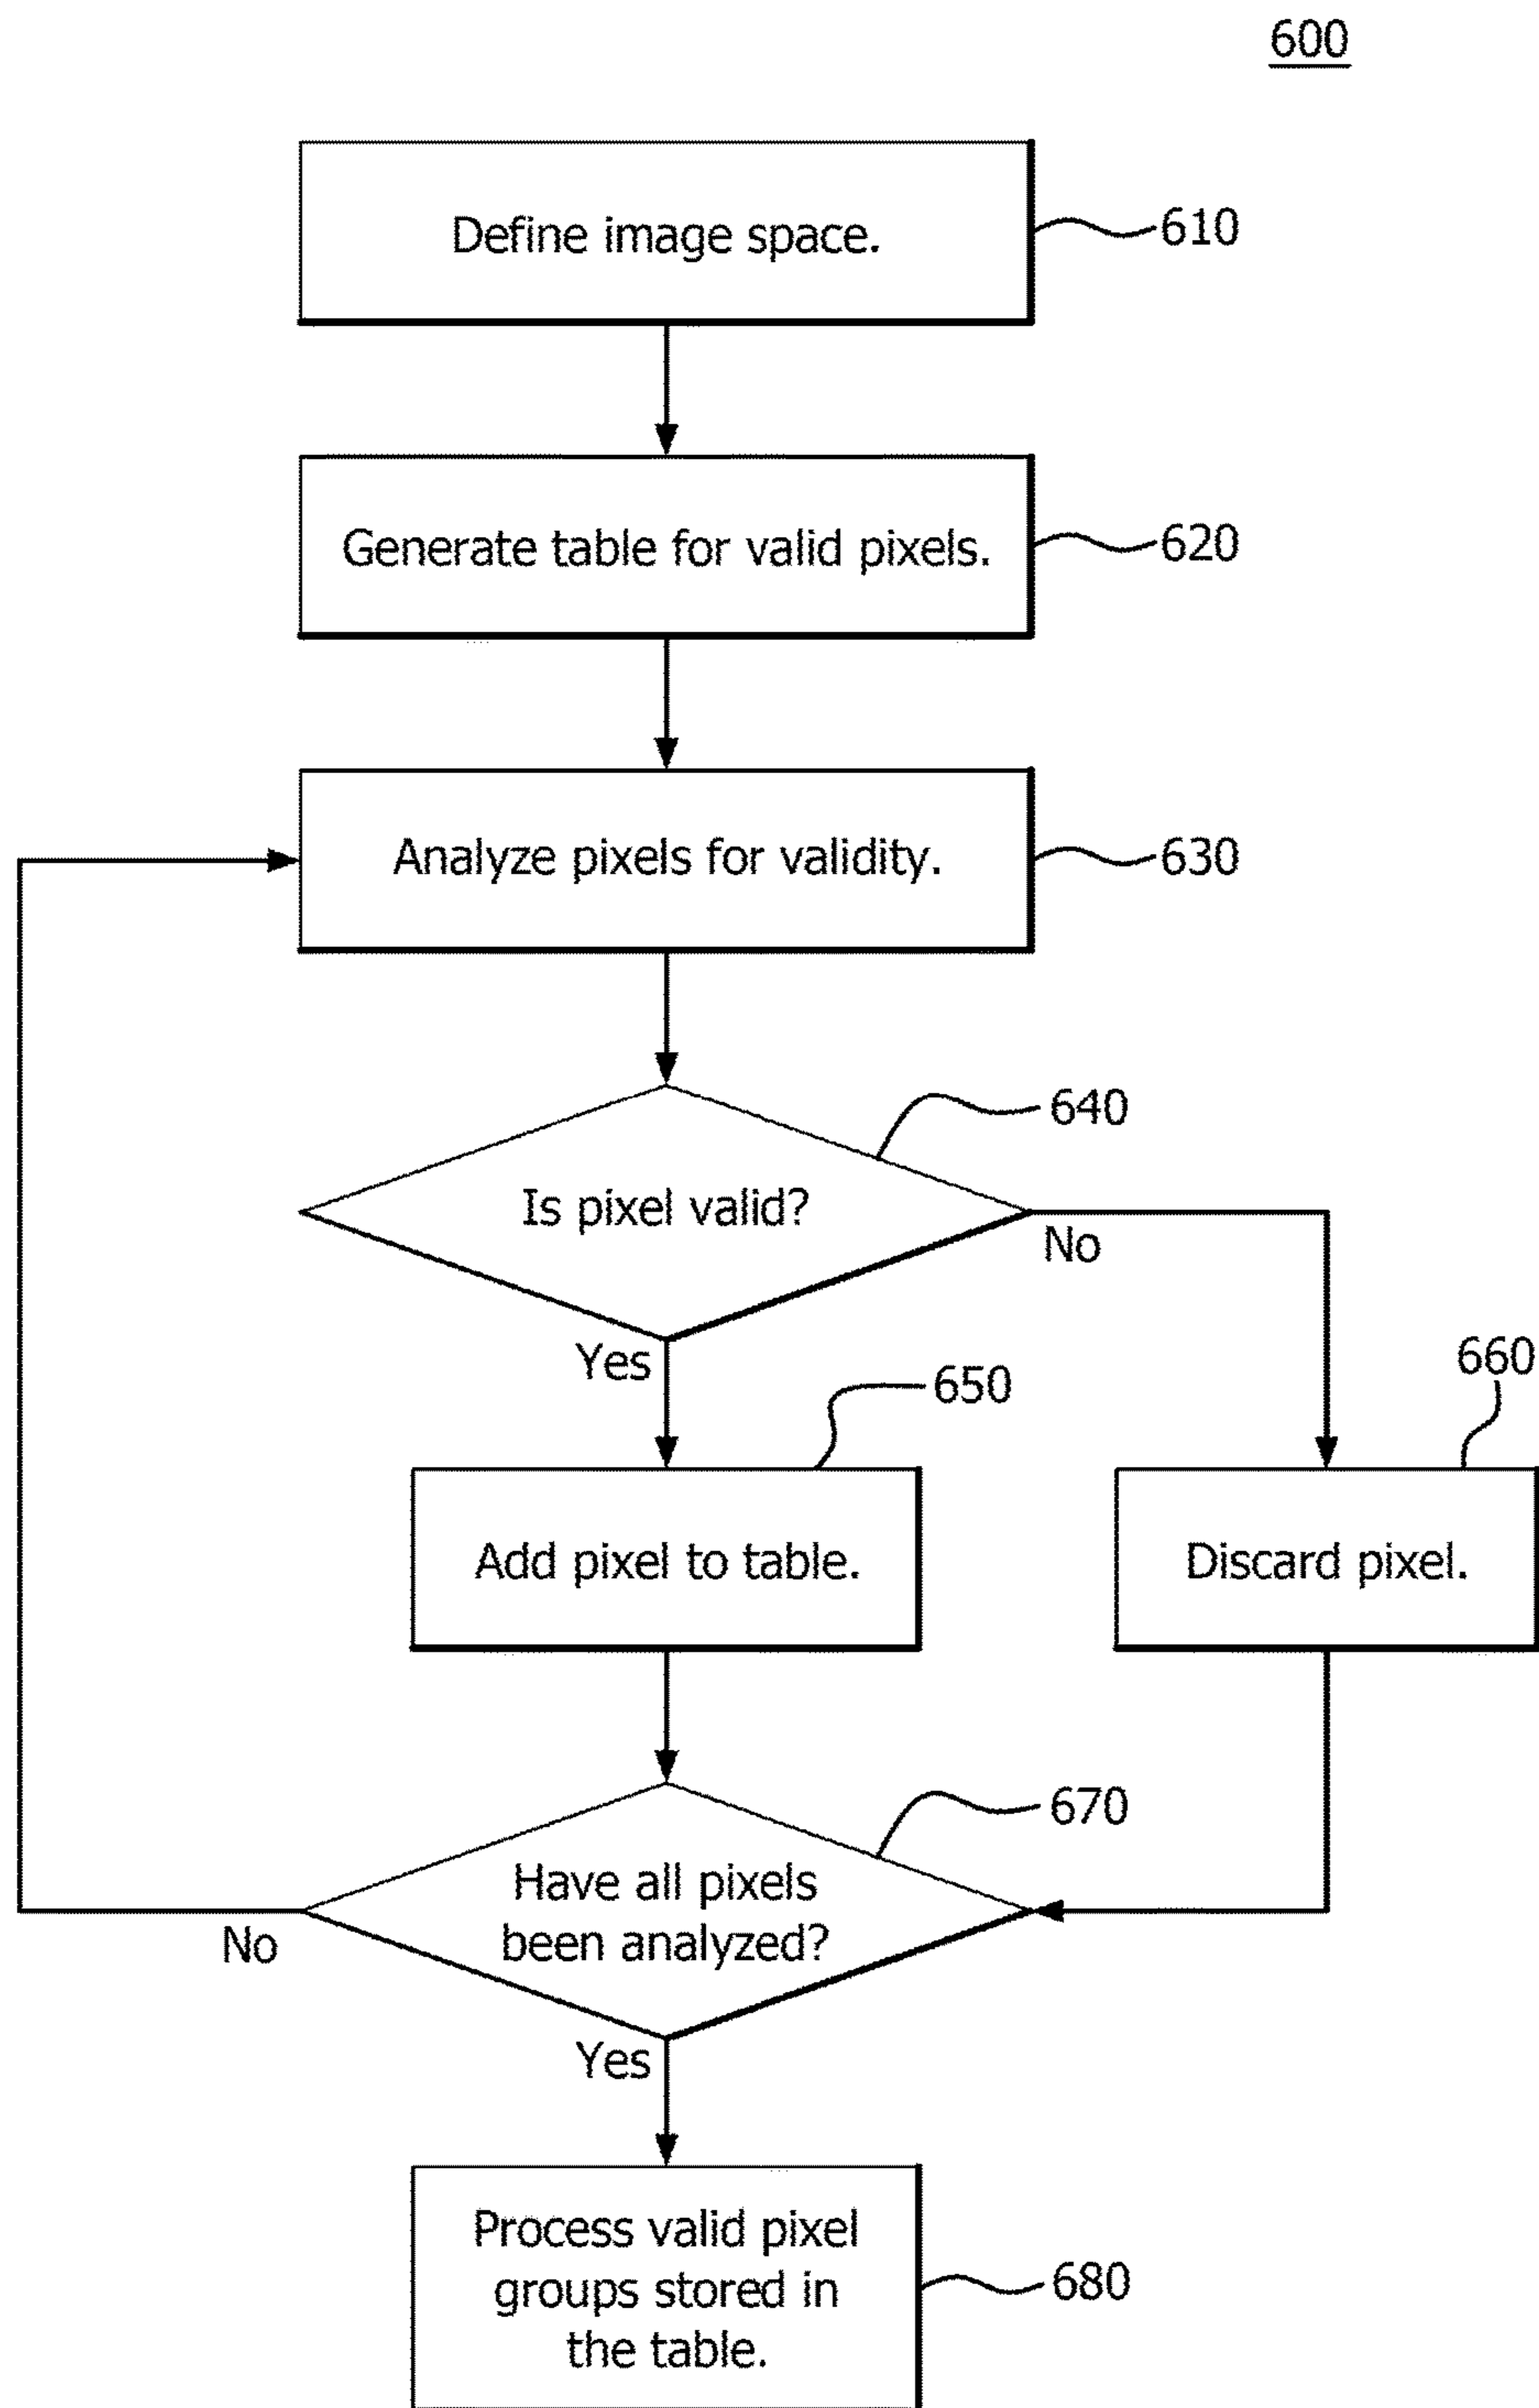 600
Define image space.
610
Generate table for valid pixels.
620
Analyze pixels for validity.
630
640
Is pixel valid?
No
Yes
650
660
Add pixel to table.
Discard pixel.
670
Have all pixels
been analyzed?
No
Yes
Process valid pixel
groups stored in
the table.
680